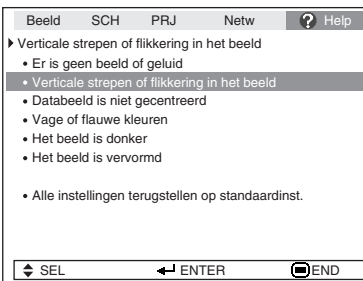 Beeld SCH PRJ Netw ? Help
Verticale strepen of flikkering in het beeld
• Er is geen beeld of geluid
• Verticale strepen of flikkering in het beeld
• Databeeld is niet gecentreerd
• Vage of flauwe kleuren
• Het beeld is donker
• Het beeld is vervormd
• Alle instellingen terugstellen op standaardinst.
SEL ENTER END